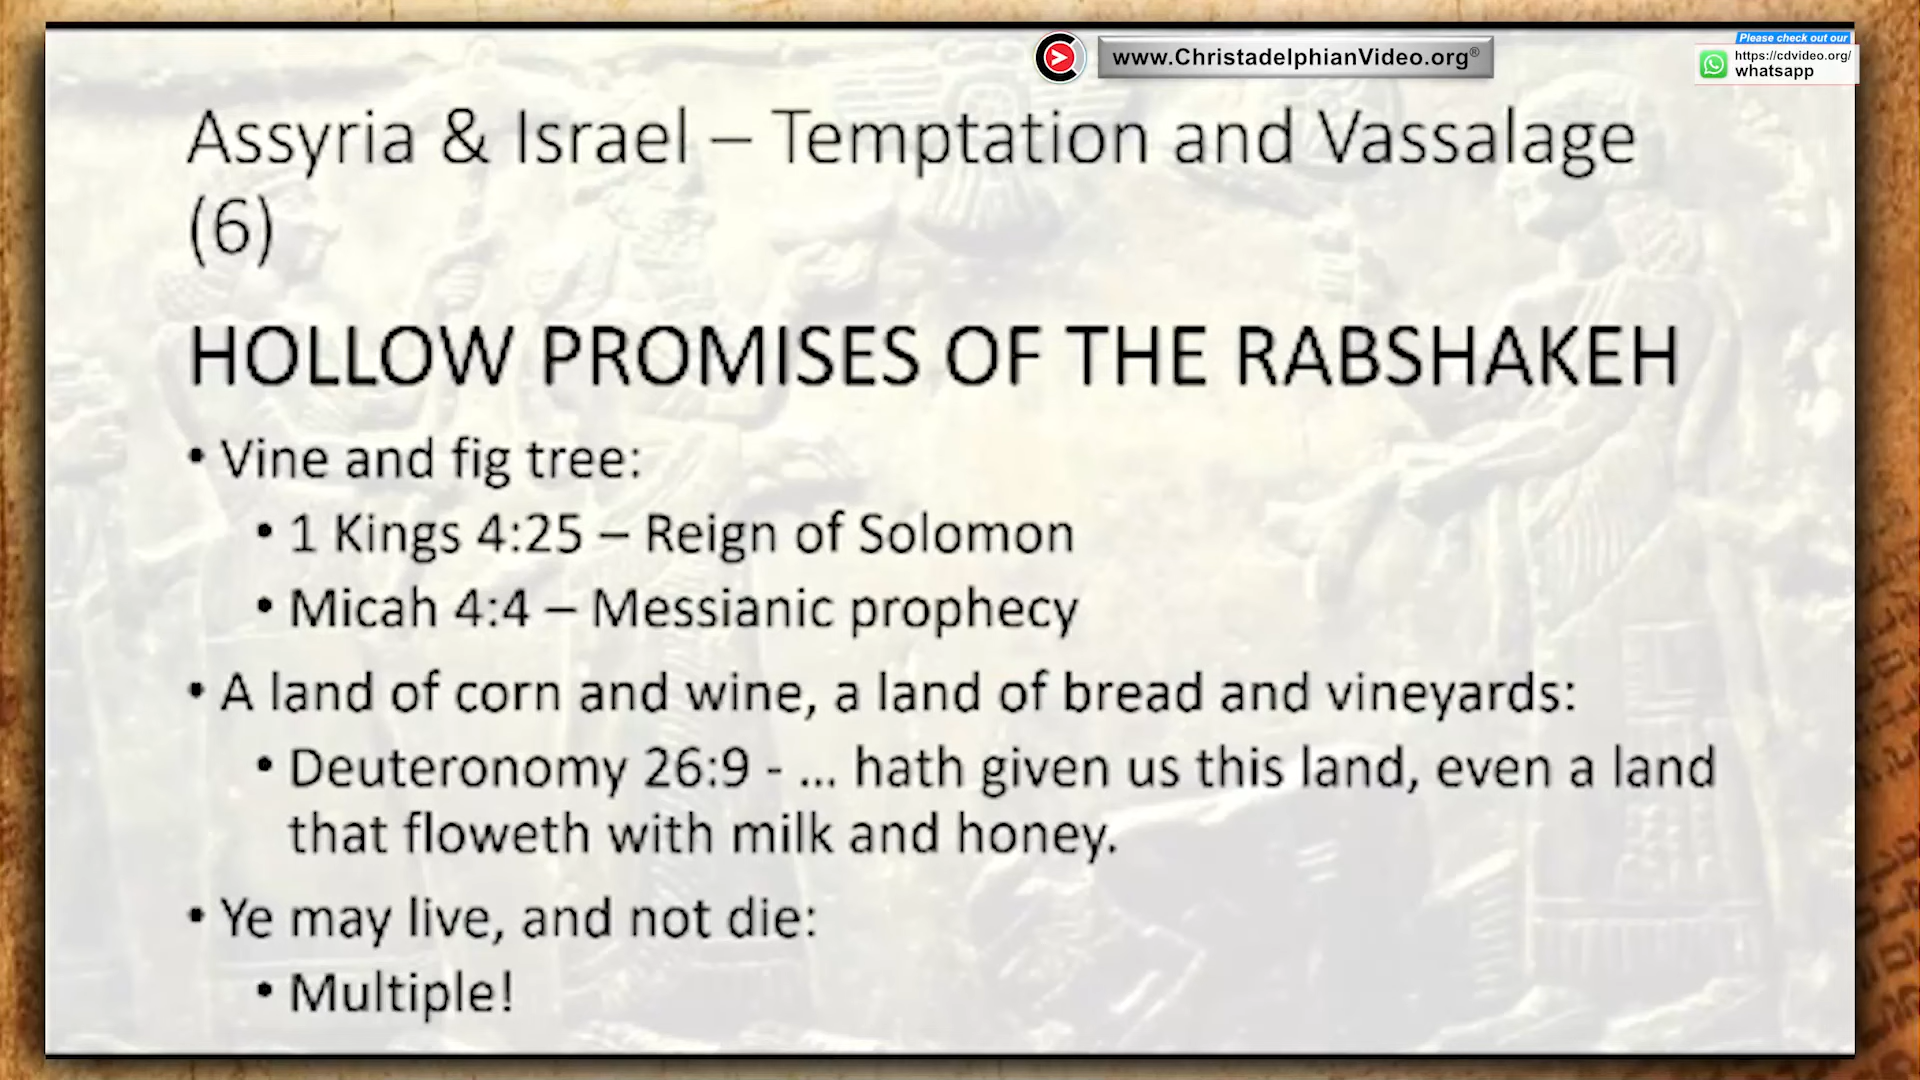 www.ChristadelphianVideo.org®
Please check out our
https://cdvideo.org/
whatsapp
Assyria & Israel – Temptation and Vassalage
(6)
HOLLOW PROMISES OF THE RABSHAKEH
• Vine and fig tree:
• 1 Kings 4:25 – Reign of Solomon
• Micah 4:4 – Messianic prophecy
• A land of corn and wine, a land of bread and vineyards:
• Deuteronomy 26:9 - ... hath given us this land, even a land
that floweth with milk and honey.
• Ye may live, and not die:
• Multiple!